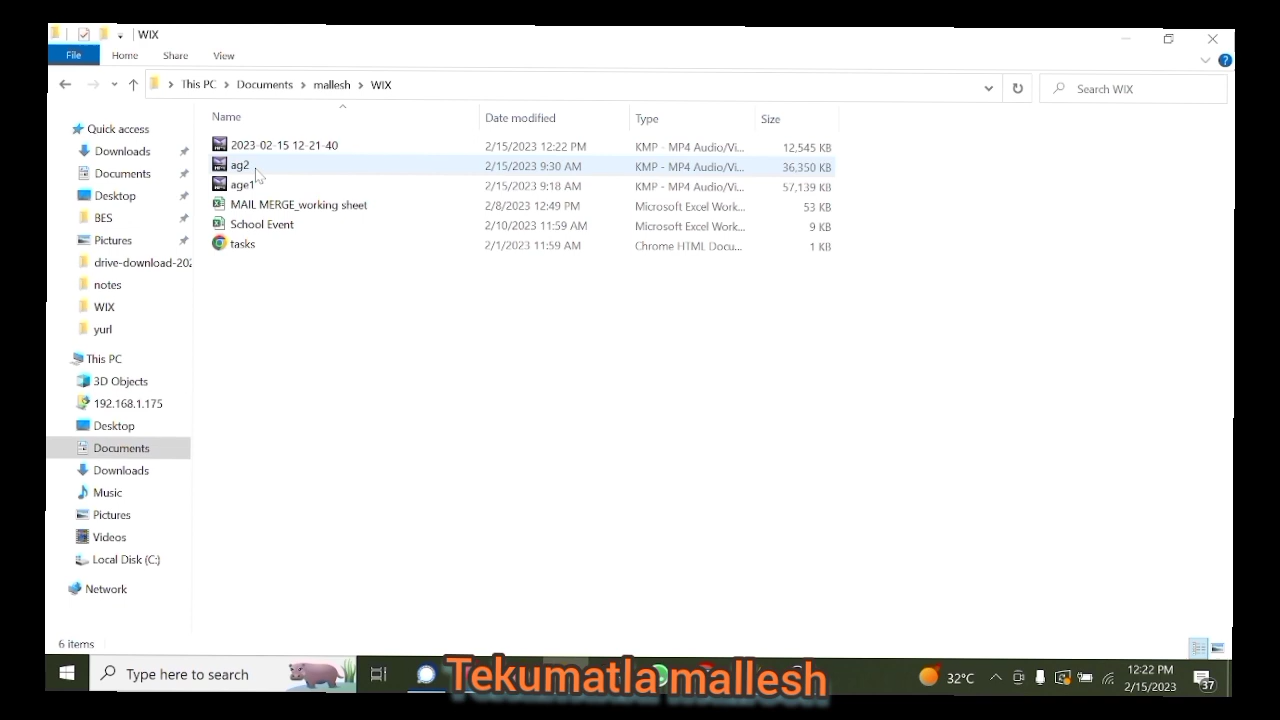 WIX
File Home Share View
This PC > Documents > mallesh > WIX
Search WIX
Name Date modified Type Size
2023-02-15 12-21-40 2/15/2023 12:22 PM KMP - MP4 Audio/Vi... 12,545 KB
ag2 2/15/2023 9:30 AM KMP - MP4 Audio/Vi... 36,350 KB
age1 2/15/2023 9:18 AM KMP - MP4 Audio/Vi... 57,139 KB
MAIL MERGE_working sheet 2/8/2023 12:49 PM Microsoft Excel Work... 53 KB
School Event 2/10/2023 11:59 AM Microsoft Excel Work... 9 KB
tasks 2/1/2023 11:59 AM Chrome HTML Docu... 1 KB
Quick access
Downloads
Documents
Desktop
BES
Pictures
drive-download-202
notes
WIX
yurl
This PC
3D Objects
192.168.1.175
Desktop
Documents
Downloads
Music
Pictures
Videos
Local Disk (C:)
Network
6 items
Type here to search
Tekumatla mallesh
32°C
12:22 PM
2/15/2023
37